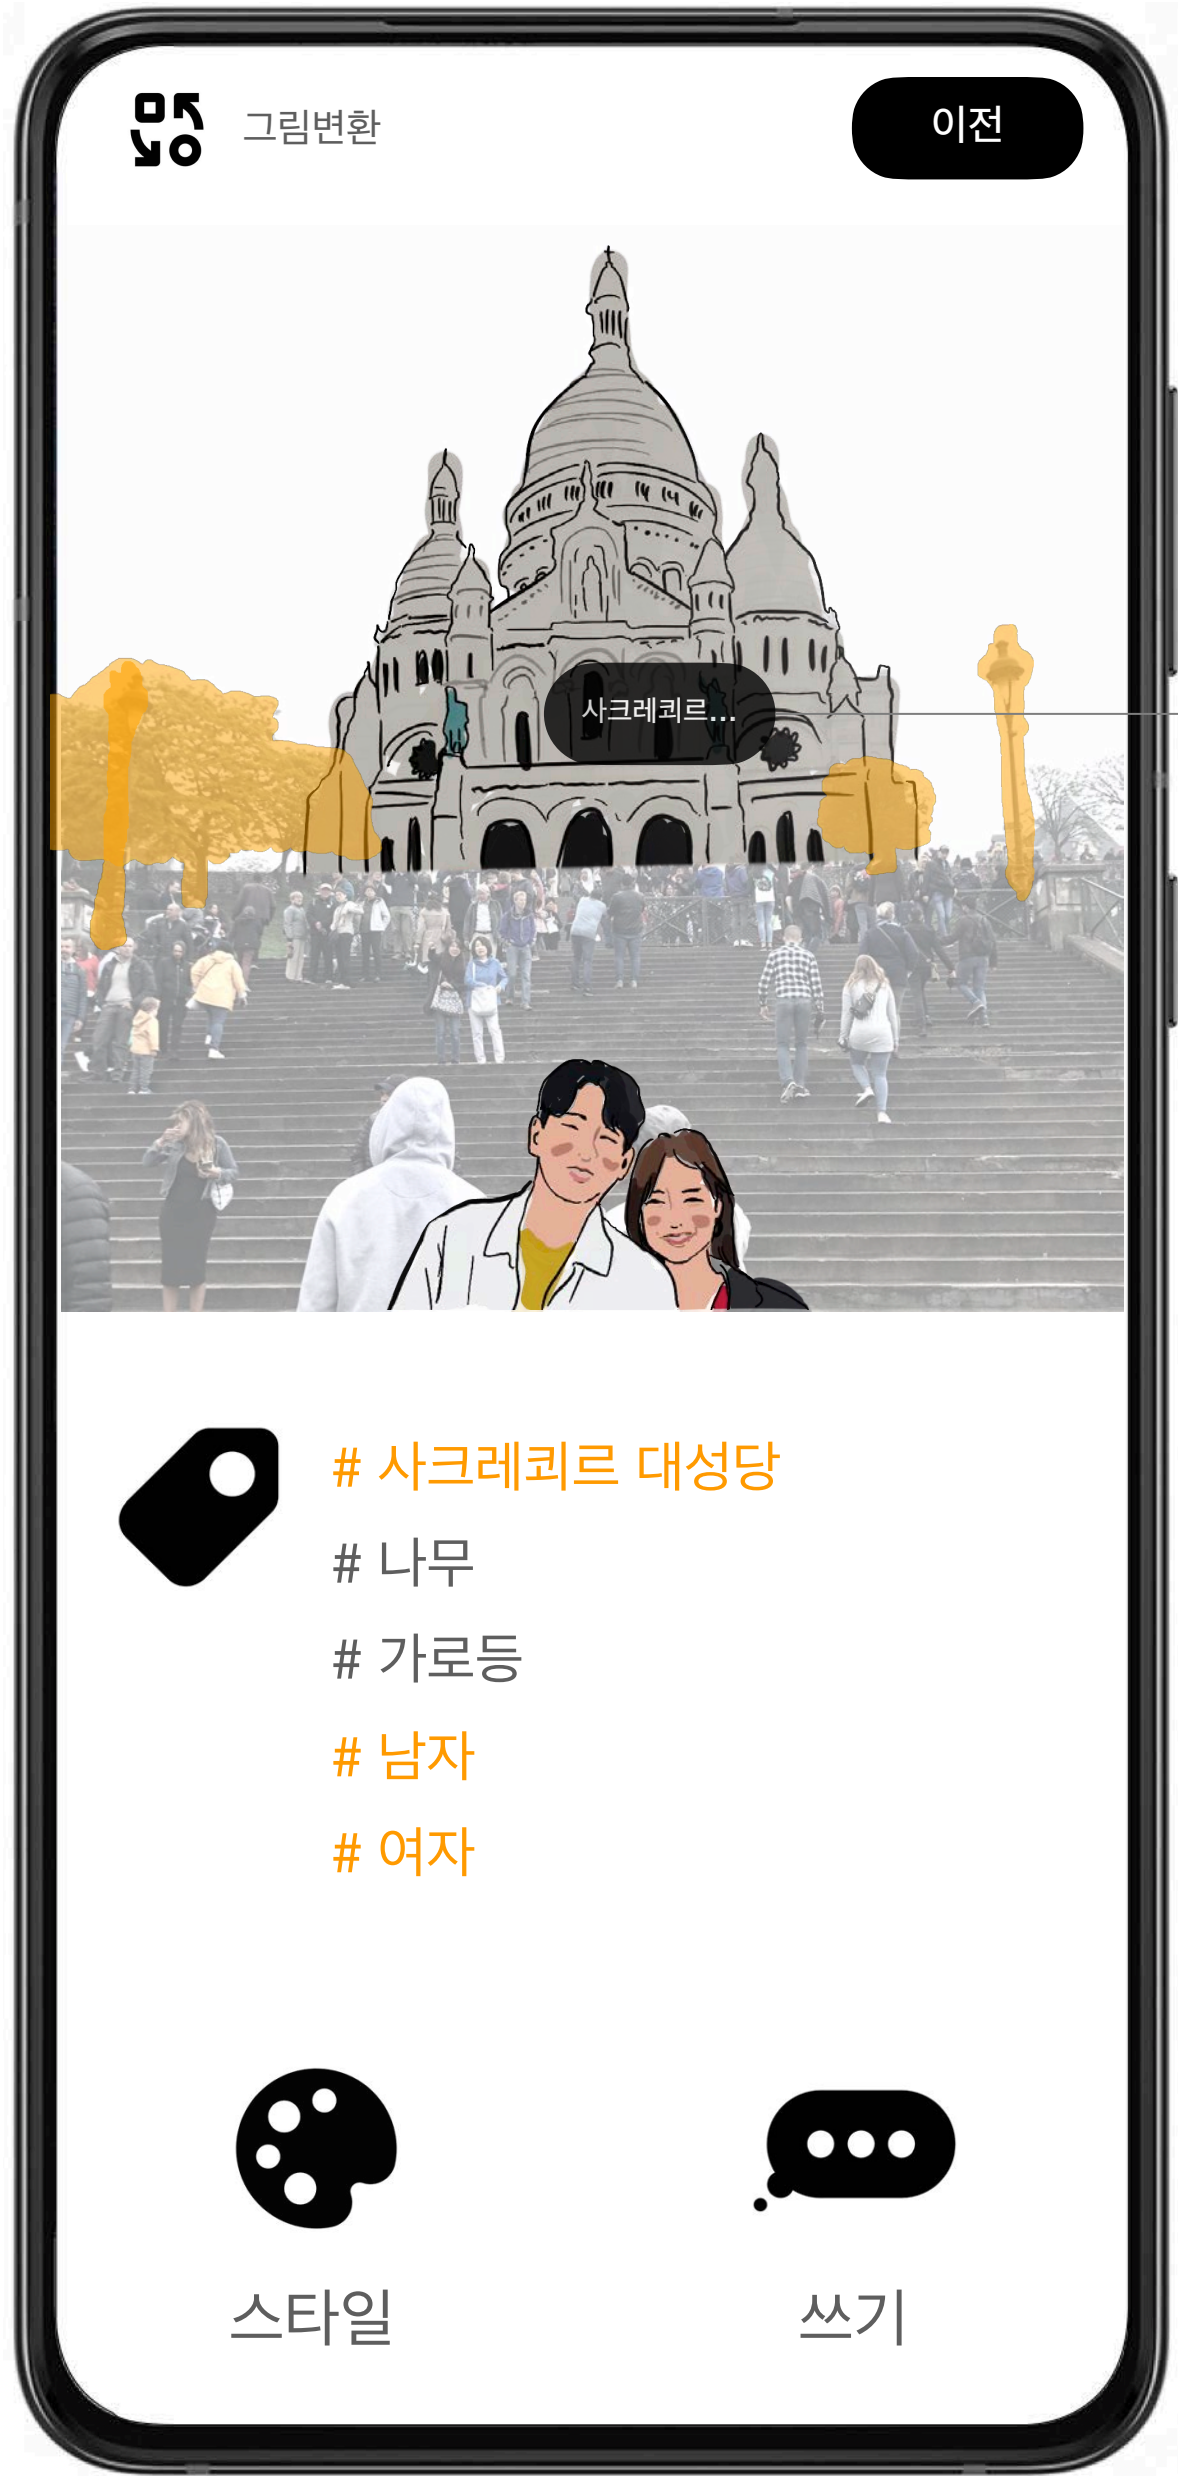 그림변환
이전
사크레쾨르...
# 사크레쾨르 대성당
# 나무
# 가로등
# 남자
# 여자
스타일
쓰기